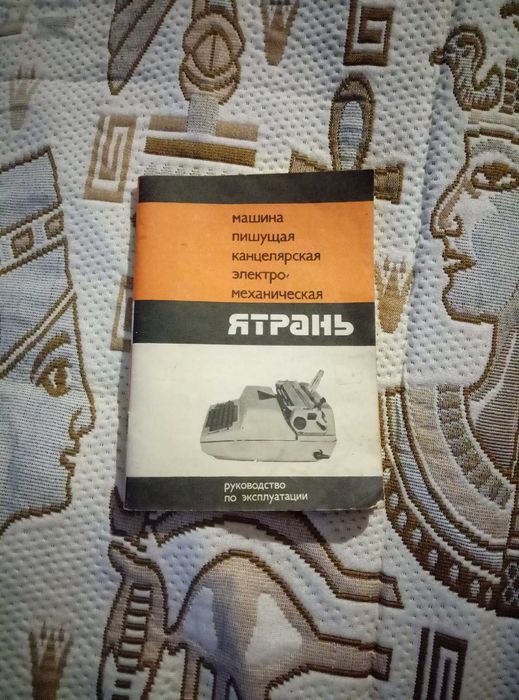 машина
пишущая
канцелярская
электро-
механическая
ЯТРАНЬ
руководство
по эксплуатации